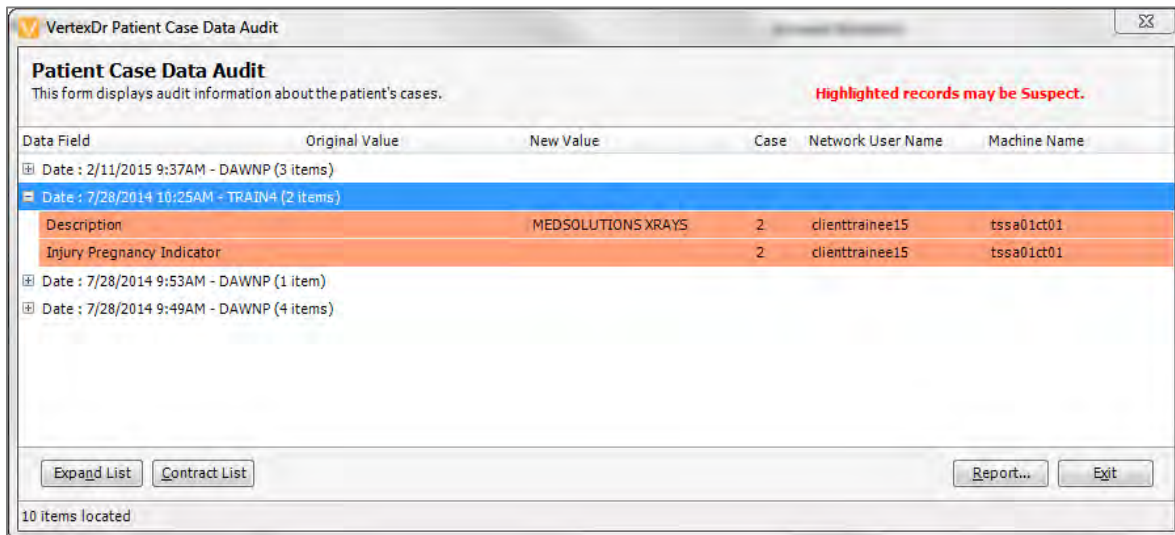 VertexDr Patient Case Data Audit
Patient Case Data Audit
This form displays audit information about the patient's cases.
Highlighted records may be Suspect.
Data Field Original Value New Value Case Network User Name Machine Name
Date : 2/11/2015 9:37AM - DAWNP (3 items)
Date : 7/28/2014 10:25AM - TRAIN4 (2 items)
Description MEDSOLUTIONS XRAYS 2 clienttrainee15 tssa01ct01
Injury Pregnancy Indicator 2 clienttrainee15 tssa01ct01
Date : 7/28/2014 9:53AM - DAWNP (1 item)
Date : 7/28/2014 9:49AM - DAWNP (4 items)
Expand List Contract List Report... Exit
10 items located